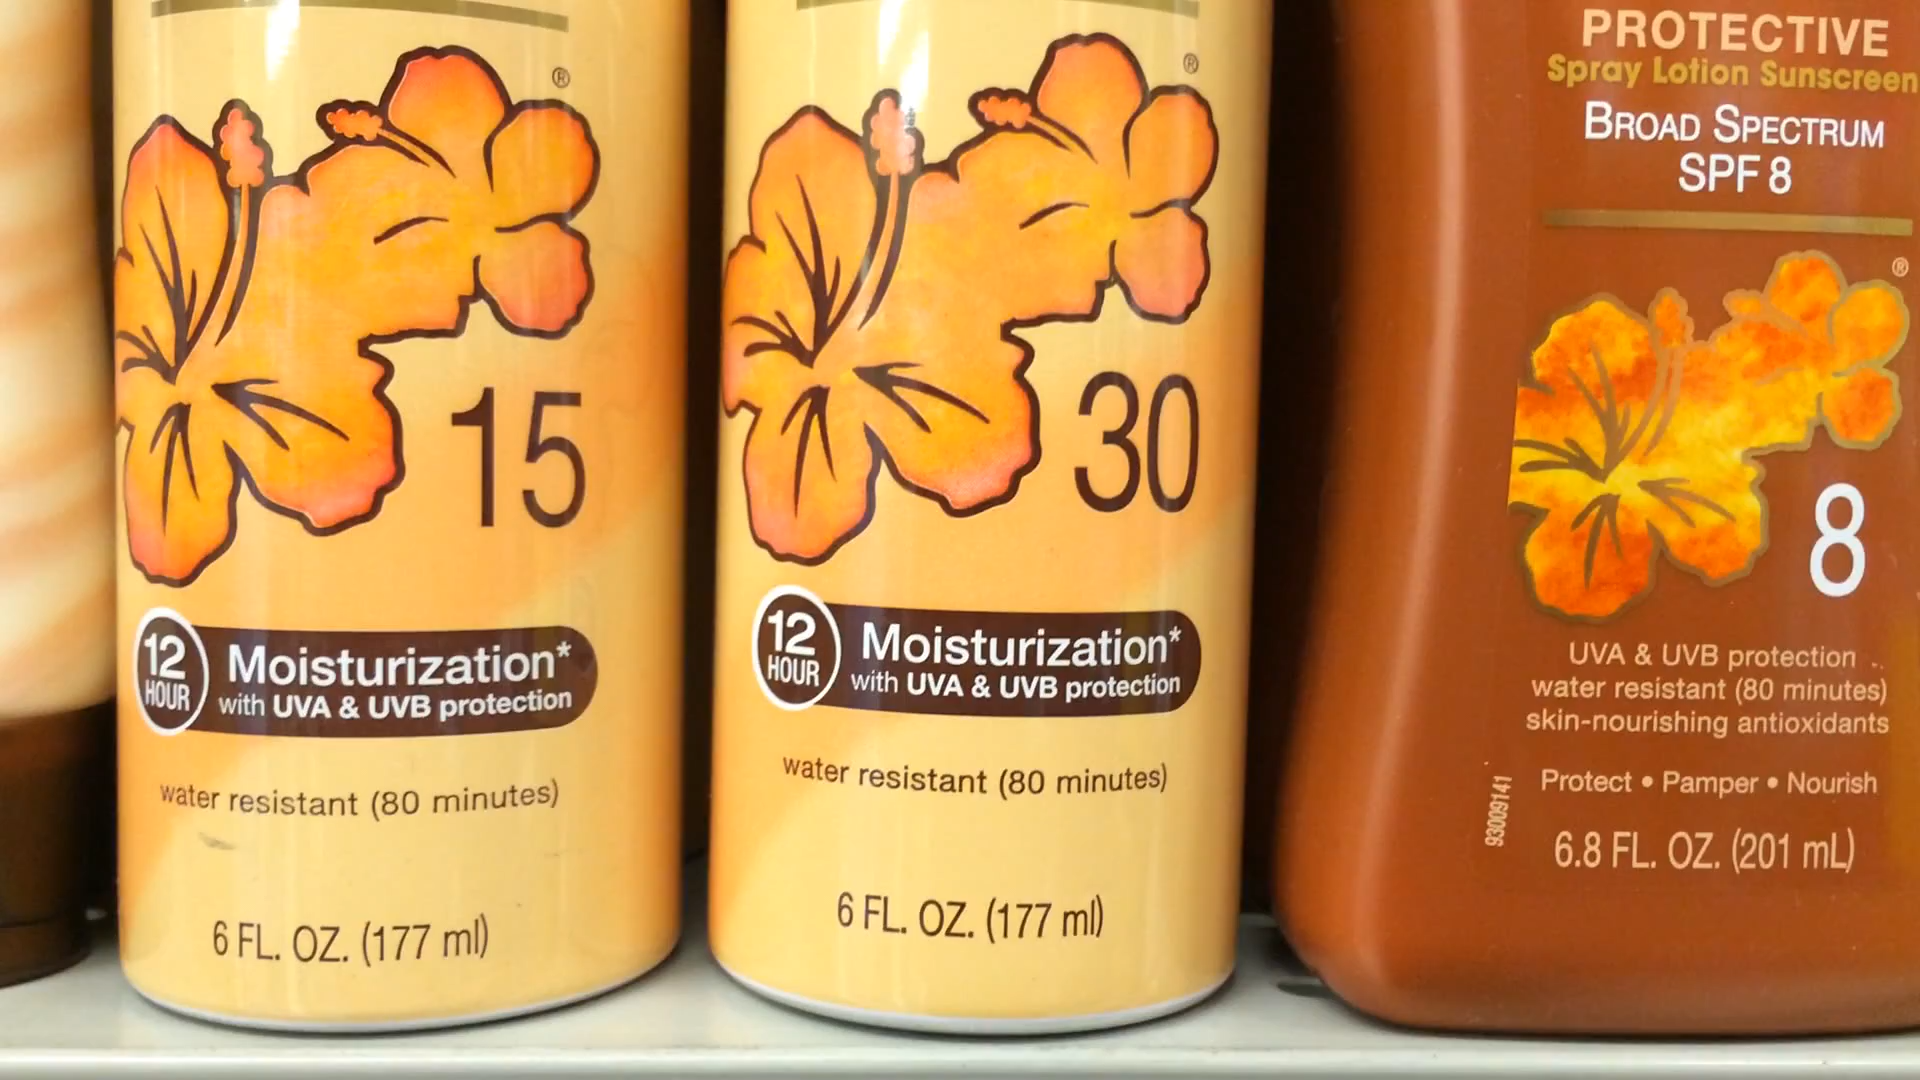 ®
15
12
HOUR
Moisturization*
with UVA & UVB protection
water resistant (80 minutes)
6 FL. OZ. (177 ml)
®
30
12
HOUR
Moisturization*
with UVA & UVB protection
water resistant (80 minutes)
6 FL. OZ. (177 ml)
PROTECTIVE
Spray Lotion Sunscreen
BROAD SPECTRUM
SPF 8
®
8
UVA & UVB protection
water resistant (80 minutes)
skin-nourishing antioxidants
Protect • Pamper • Nourish
93009141
6.8 FL. OZ. (201 mL)